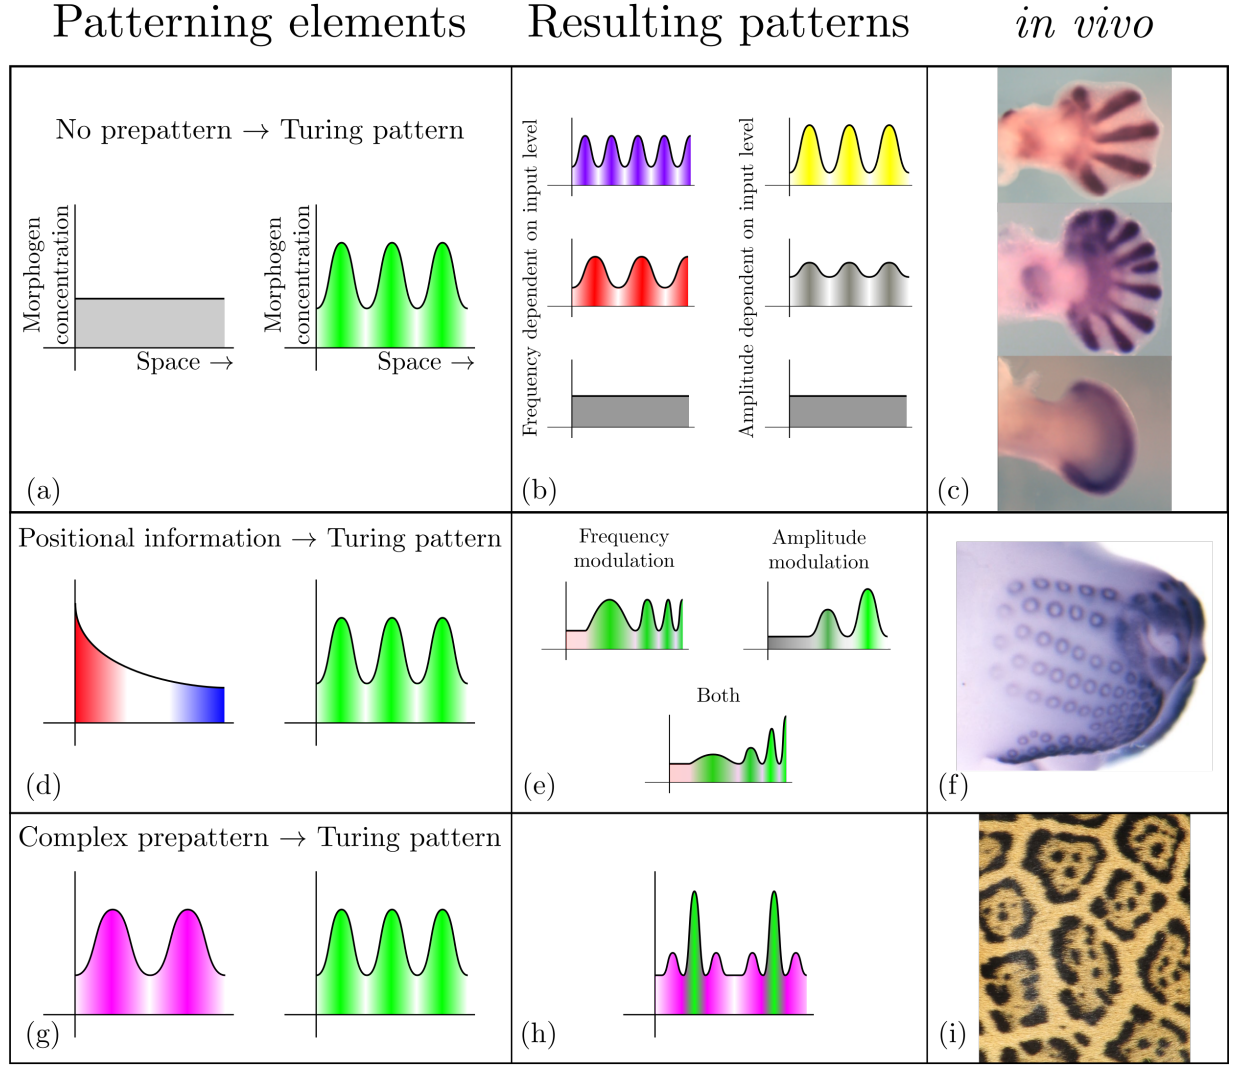 Patterning elements
Resulting patterns
in vivo
No prepattern → Turing pattern
Morphogen
concentration
Space →
Morphogen
concentration
Space →
(a)
Frequency dependent on input level
Amplitude dependent on input level
(b)
(c)
Positional information → Turing pattern
(d)
Frequency
modulation
Amplitude
modulation
Both
(e)
(f)
Complex prepattern → Turing pattern
(g)
(h)
(i)